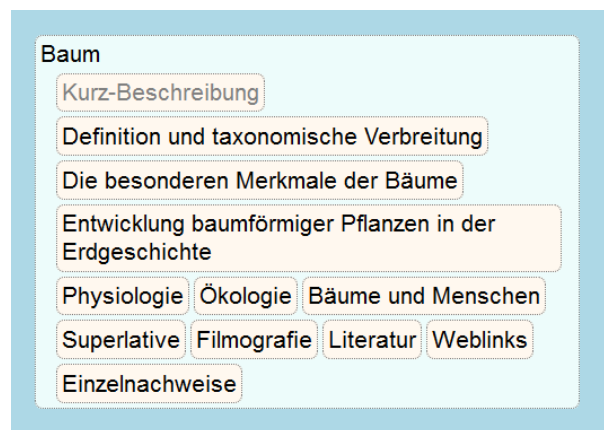 Baum
Kurz-Beschreibung
Definition und taxonomische Verbreitung
Die besonderen Merkmale der Bäume
Entwicklung baumförmiger Pflanzen in der
Erdgeschichte
Physiologie Ökologie Bäume und Menschen
Superlative Filmografie Literatur Weblinks
Einzelnachweise